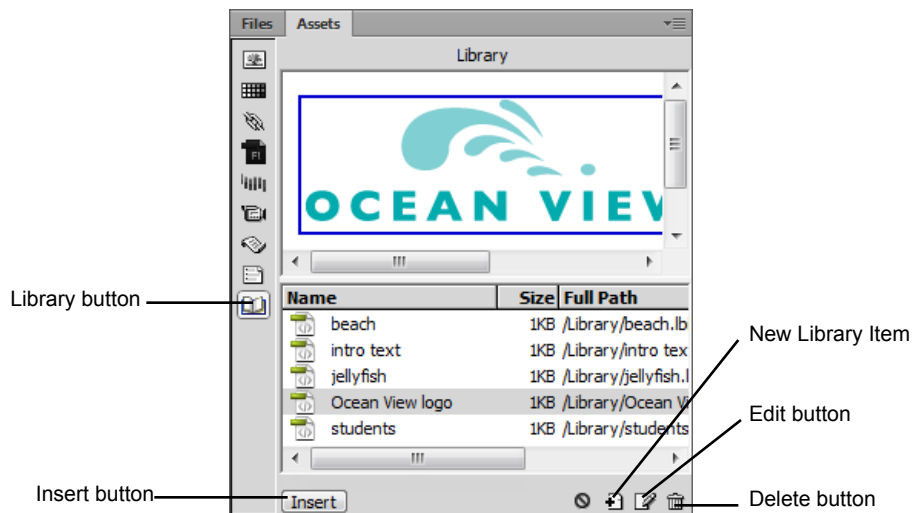 Files Assets
Library
OCEAN VIEW
Library button
Name Size Full Path
beach 1KB /Library/beach.lb
intro text 1KB /Library/intro tex
jellyfish 1KB /Library/jellyfish.l
Ocean View logo 1KB /Library/Ocean Vi
students 1KB /Library/students
New Library Item
Edit button
Insert button
Insert
Delete button